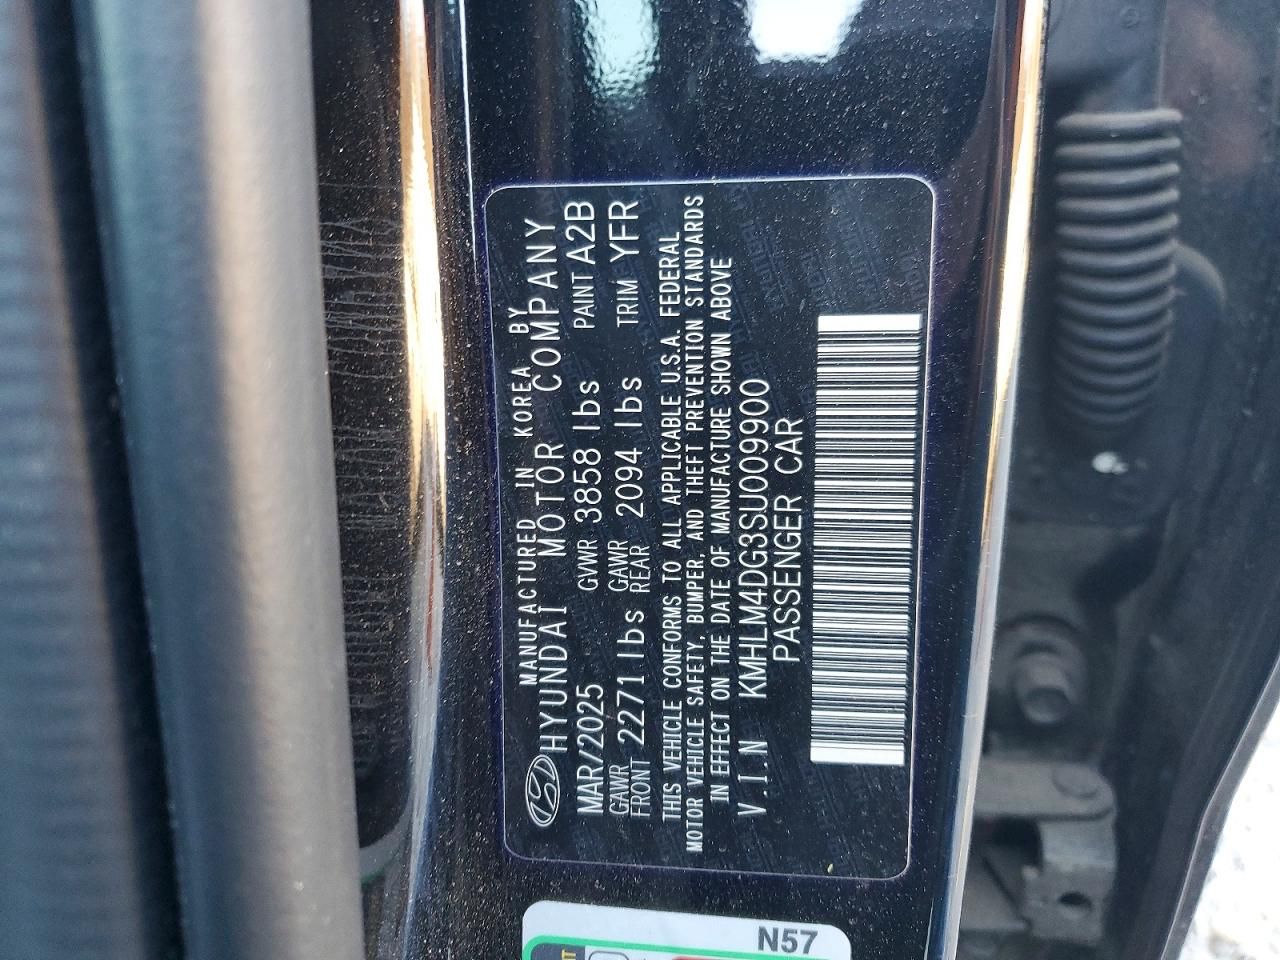 MANUFACTURED IN KOREA BY
HYUNDAI MOTOR COMPANY
MAR/2025 GVWR 3858 lbs PAINT A2B
GAWR FRONT 2271 lbs GAWR REAR 2094 lbs TRIM YFR
THIS VEHICLE CONFORMS TO ALL APPLICABLE U.S.A. FEDERAL
MOTOR VEHICLE SAFETY, BUMPER, AND THEFT PREVENTION STANDARDS
IN EFFECT ON THE DATE OF MANUFACTURE SHOWN ABOVE
V.I.N KMHLM4DG3SU009900
PASSENGER CAR
N57